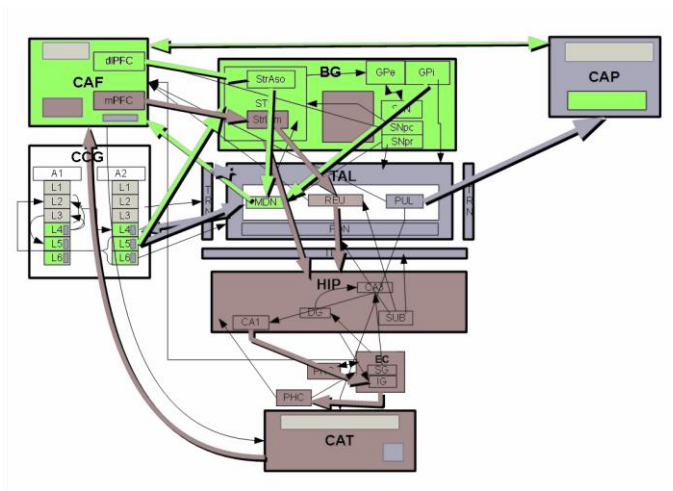 dlPFC
CAF
mPFC
BG
StrAso
GPe
GPi
ST
SNpc
SNpr
CAP
CCG
A1
A2
L1
L1
L2
L2
L3
L3
L4
L4
L5
L5
L6
L6
TAL
MDN
REU
PUL
TRN
TRN
HIP
CA3
DG
CA1
SUB
EC
SG
IG
PHC
CAT